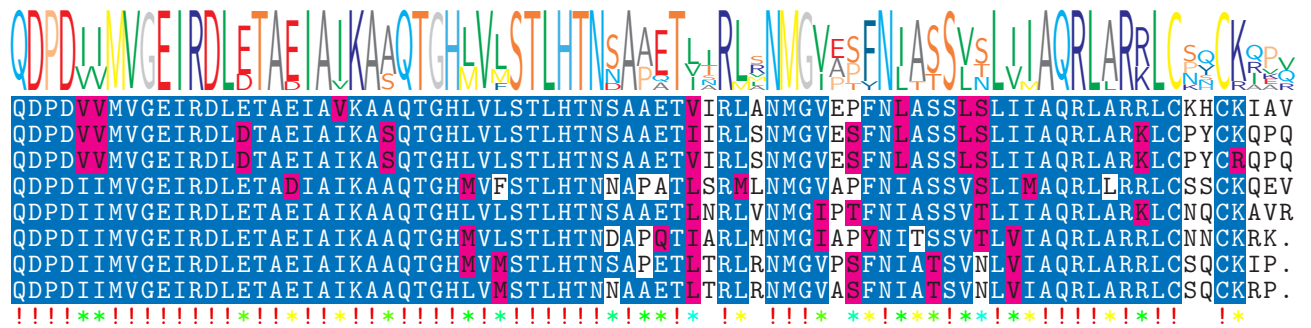 QDPDVVMVGEIRDLETAEIAVKAAQTGHLVLSTLHTNSAAETVIRLANMGVEPFNLASSLSLIIAQRLARRLCKHCKIAV
QDPDVVMVGEIRDLDTAEIAIKASQTGHLVLSTLHTNSAAETIIRLSNMGVESFNLASSLSLIIAQRLARKLCPYCKQPQ
QDPDVVMVGEIRDLDTAEIAIKASQTGHLVLSTLHTNSAAETVIRLSNMGVESFNLASSLSLIIAQRLARKLCPYCRQPQ
QDPDIIMVGEIRDLETADIAIKAAQTGHMVFSTLHTNNAPATLSRMLNMGVAPFNIASSVSLIMAQRLLRRLCSSCKQEV
QDPDIIMVGEIRDLETAEIAIKAAQTGHLVLSTLHTNSAAETLNRLVNMGIPTFNIASSVTLIIAQRLARKLCNQCKAVR
QDPDIIMVGEIRDLETAEIAIKAAQTGHMVLSTLHTNDAPQTIARLMNMGIAPYNITSSVTLVIAQRLARRLCNNCKRK.
QDPDIIMVGEIRDLETAEIAIKAAQTGHMVMSTLHTNSAPETLTRLRNMGVPSFNIATSVNLVIAQRLARRLCSQCKIP.
QDPDIIMVGEIRDLETAEIAIKAAQTGHLVMSTLHTNNAAETLTRLRNMGVASFNIATSVNLVIAQRLARRLCSQCKRP.
!!!!**!!!!!!!!*!!*!!*!!*!!!!*!*!!!!!!*!**!* !* !!!* **!***!**!**!!!!*!*!! !*